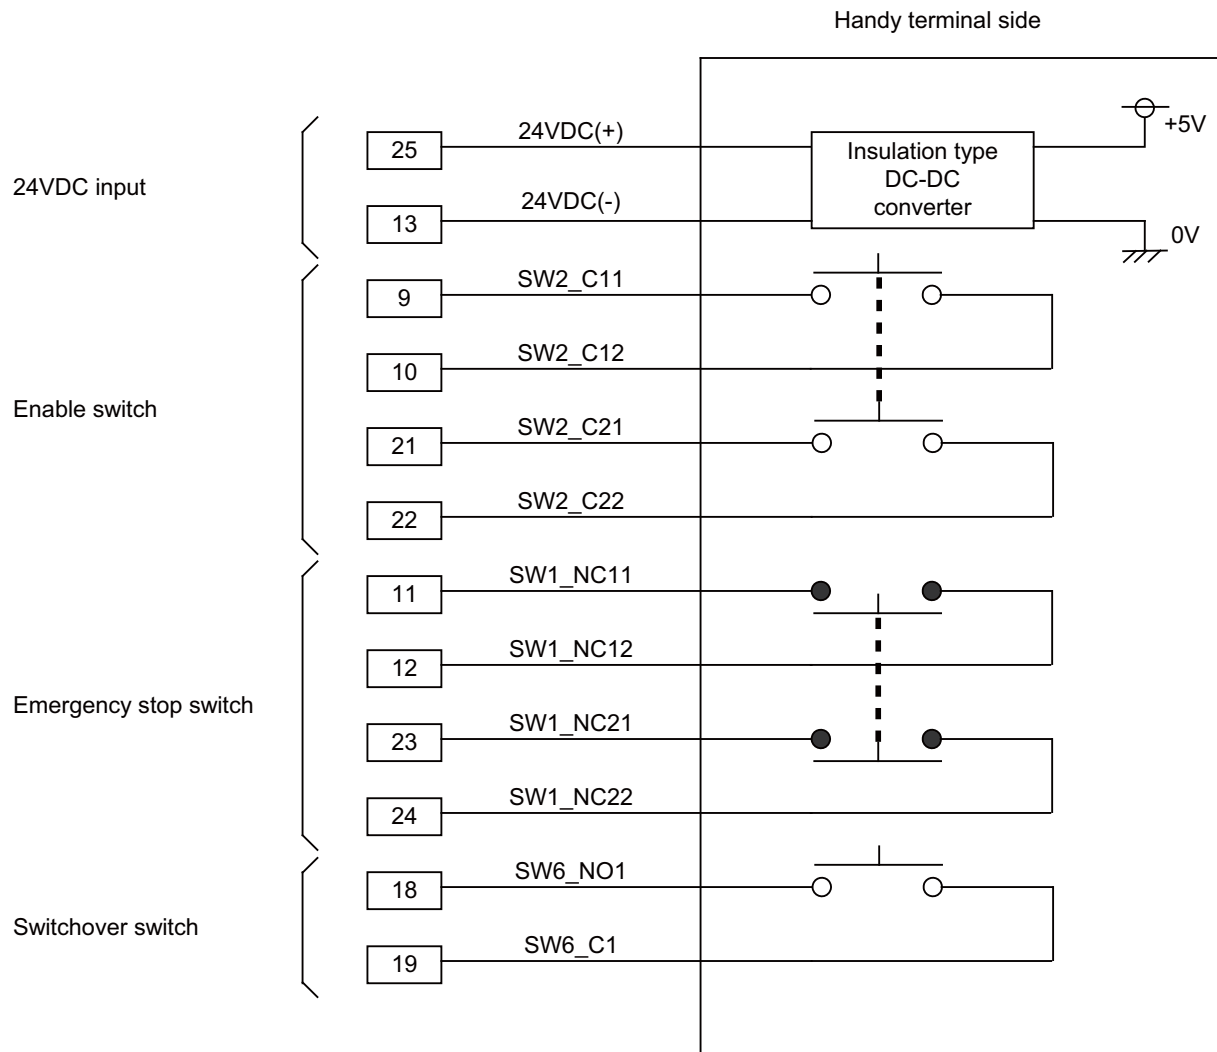 Handy terminal side
24VDC input
25
24VDC(+)
Insulation type
DC-DC
converter
+5V
13
24VDC(-)
0V
Enable switch
9
SW2_C11
10
SW2_C12
21
SW2_C21
22
SW2_C22
Emergency stop switch
11
SW1_NC11
12
SW1_NC12
23
SW1_NC21
24
SW1_NC22
Switchover switch
18
SW6_NO1
19
SW6_C1